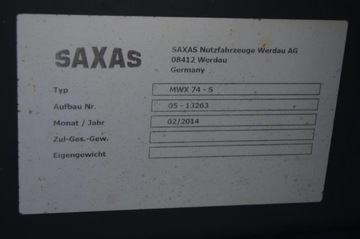 SAXAS
SAXAS Nutzfahrzeuge Werdau AG
08412 Werdau
Germany
Typ MWX 74 - S
Aufbau Nr. 05 - 13263
Monat / Jahr 02/2014
Zul-Ges.-Gew.
Eigengewicht